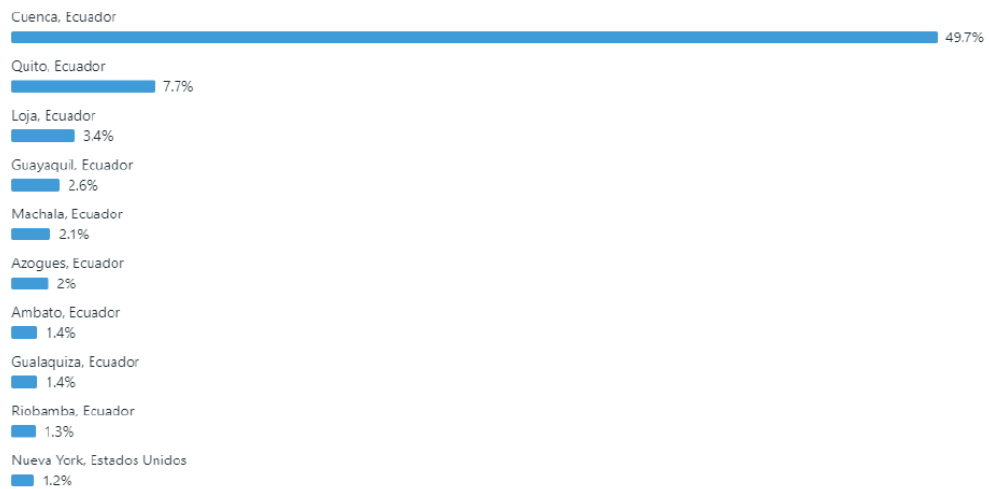 Cuenca, Ecuador
49.7%
Quito, Ecuador
7.7%
Loja, Ecuador
3.4%
Guayaquil, Ecuador
2.6%
Machala, Ecuador
2.1%
Azogues, Ecuador
2%
Ambato, Ecuador
1.4%
Gualaquiza, Ecuador
1.4%
Riobamba, Ecuador
1.3%
Nueva York, Estados Unidos
1.2%